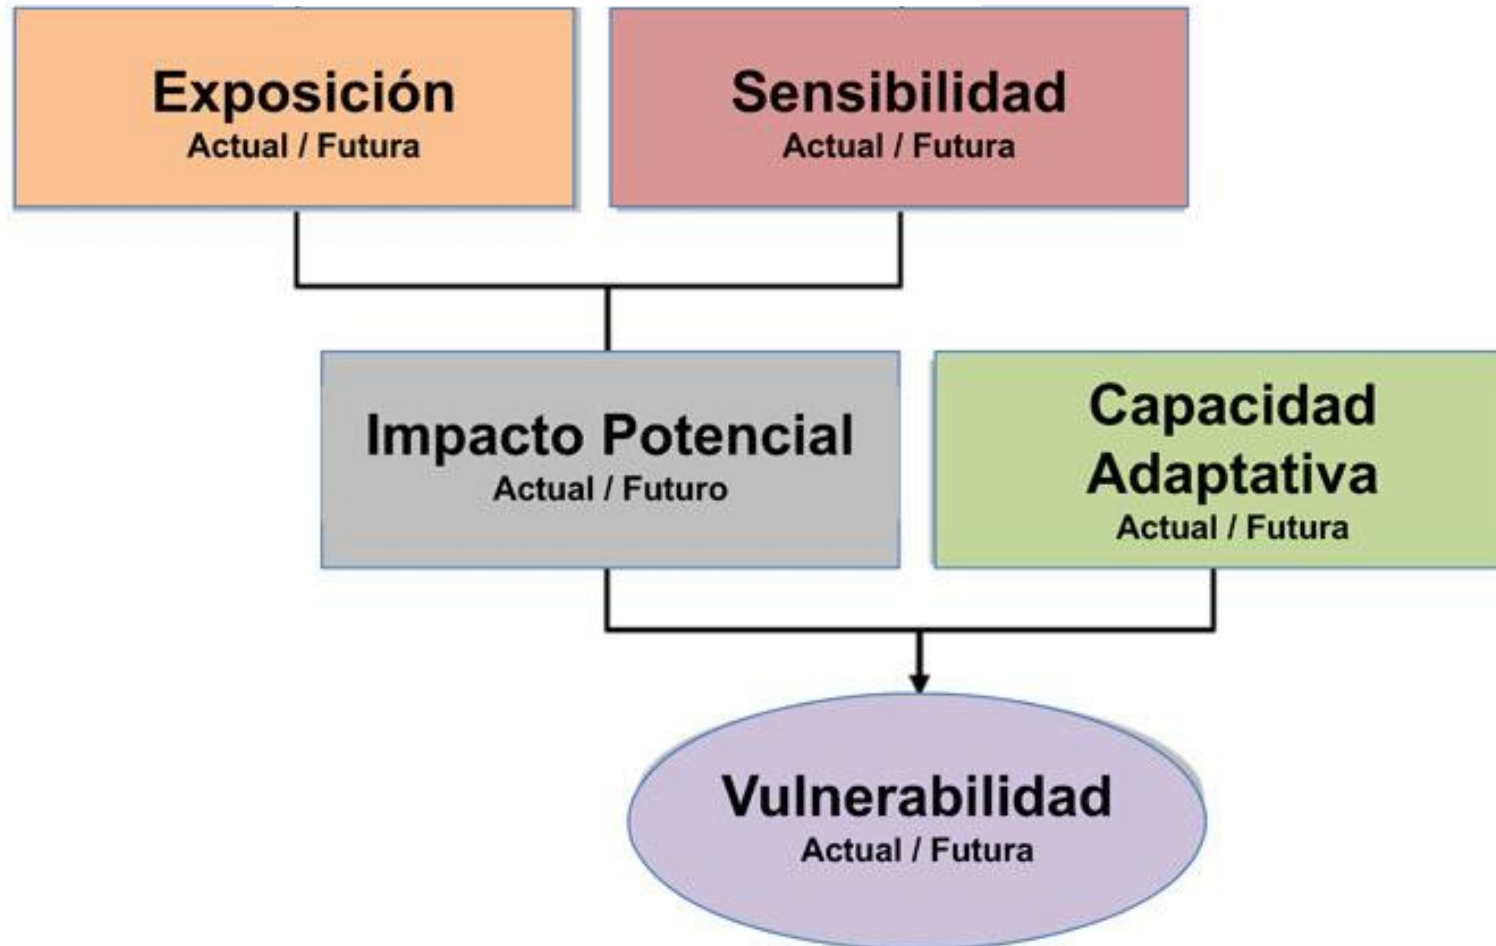 Exposición
Actual / Futura
Sensibilidad
Actual / Futura
Impacto Potencial
Actual / Futuro
Capacidad
Adaptativa
Actual / Futura
Vulnerabilidad
Actual / Futura